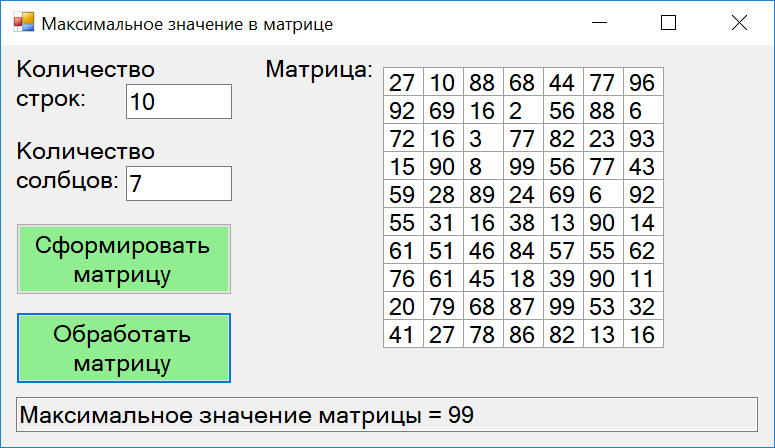 Максимальное значение в матрице
Количество
строк:
10
Количество
солбцов:
7
Сформировать
матрицу
Обработать
матрицу
Матрица:
27 10 88 68 44 77 96
92 69 16 2 56 88 6
72 16 3 77 82 23 93
15 90 8 99 56 77 43
59 28 89 24 69 6 92
55 31 16 38 13 90 14
61 51 46 84 57 55 62
76 61 45 18 39 90 11
20 79 68 87 99 53 32
41 27 78 86 82 13 16
Максимальное значение матрицы = 99